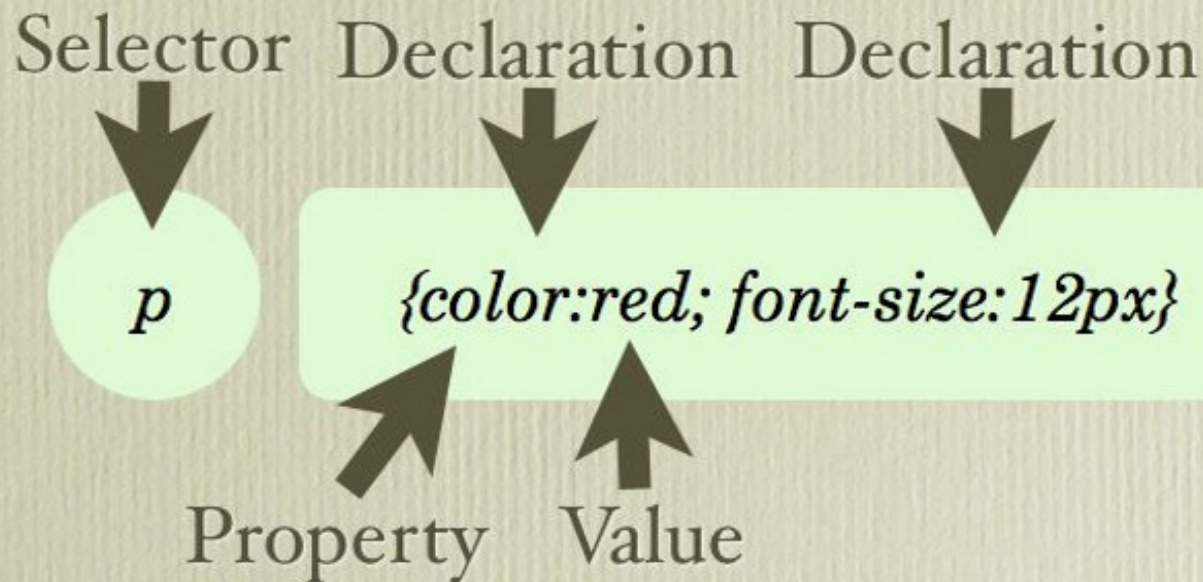 Selector Declaration Declaration
p {color:red; font-size:12px}
Property Value